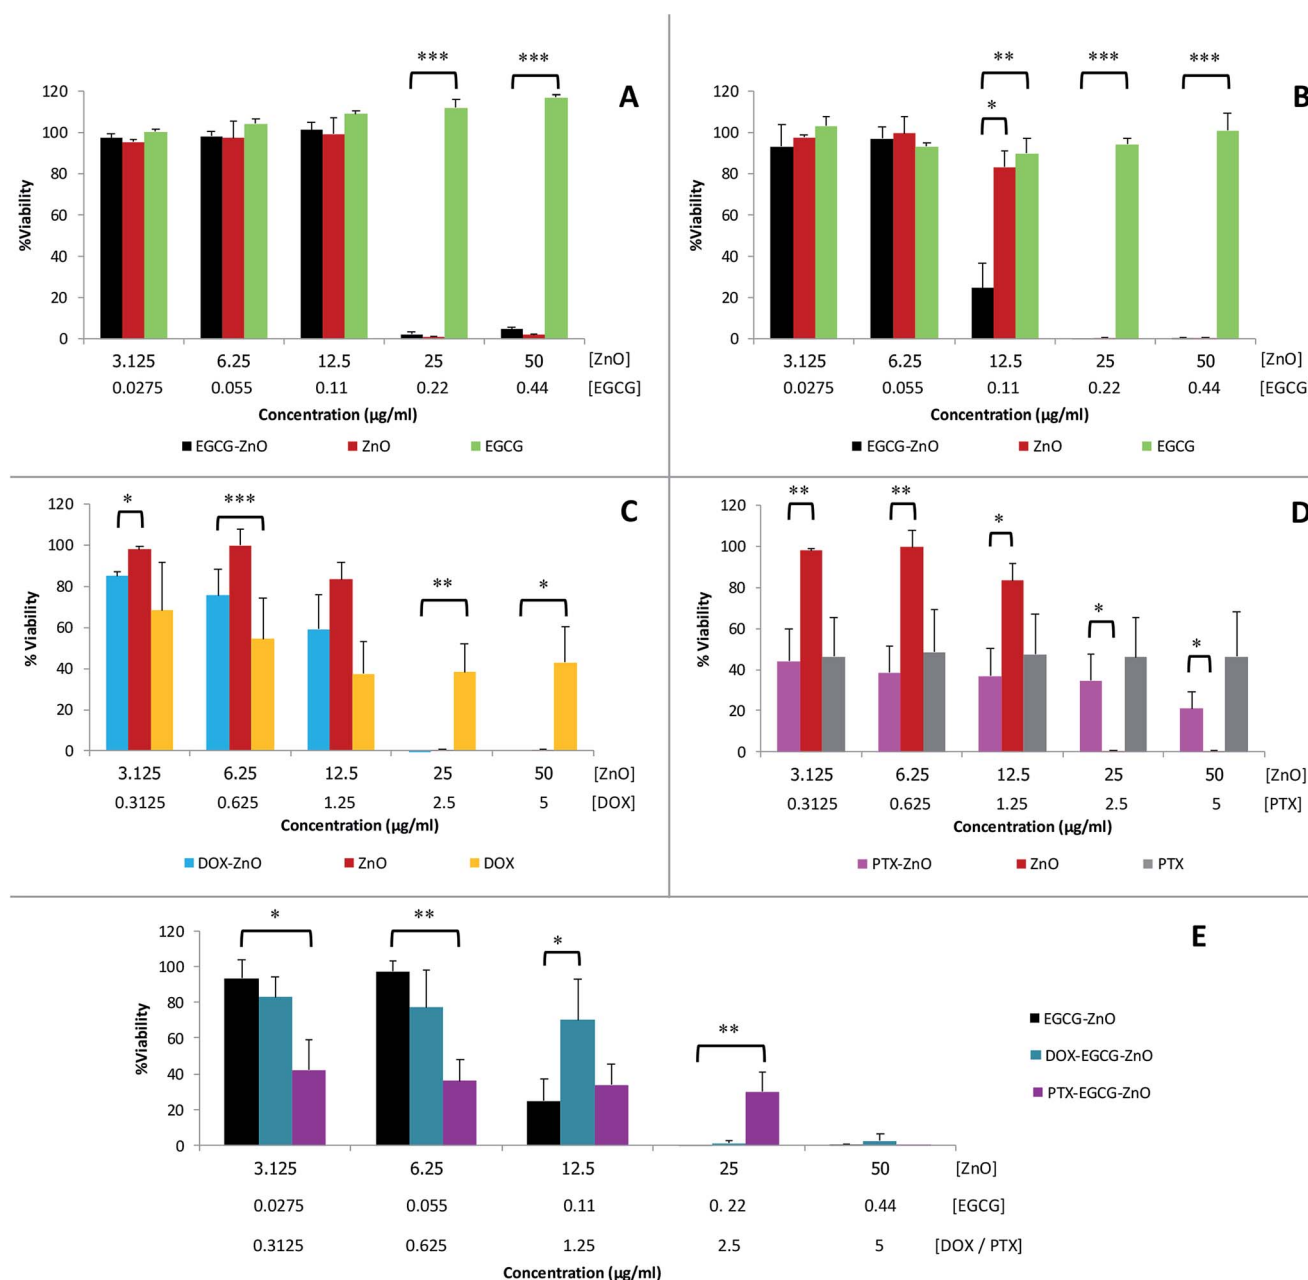 *** ***
120 A
100
80
60
40
20
0
%Viability
3.125 6.25 12.5 25 50 [ZnO]
0.0275 0.055 0.11 0.22 0.44 [EGCG]
Concentration (µg/ml)
EGCG-ZnO ZnO EGCG
** *** ***
*
120 B
100
80
60
40
20
0
%Viability
3.125 6.25 12.5 25 50 [ZnO]
0.0275 0.055 0.11 0.22 0.44 [EGCG
Concentration (µg/ml)
EGCG-ZnO ZnO EGCG
* *** ** *
120 C
100
80
60
40
20
0
% Viability
3.125 6.25 12.5 25 50 [ZnO]
0.3125 0.625 1.25 2.5 5 [DOX]
Concentration (µg/ml)
DOX-ZnO ZnO DOX
** ** * * *
120 D
100
80
60
40
20
0
% Viability
3.125 6.25 12.5 25 50 [ZnO]
0.3125 0.625 1.25 2.5 5 [PTX]
Concentration (µg/ml)
PTX-ZnO ZnO PTX
* ** * **
120 E
100
80
60
40
20
0
%Viability
EGCG-ZnO
DOX-EGCG-ZnO
PTX-EGCG-ZnO
3.125 6.25 12.5 25 50 [ZnO]
0.0275 0.055 0.11 0. 22 0.44 [EGCG]
0.3125 0.625 1.25 2.5 5 [DOX / PTX]
Concentration (µg/ml)